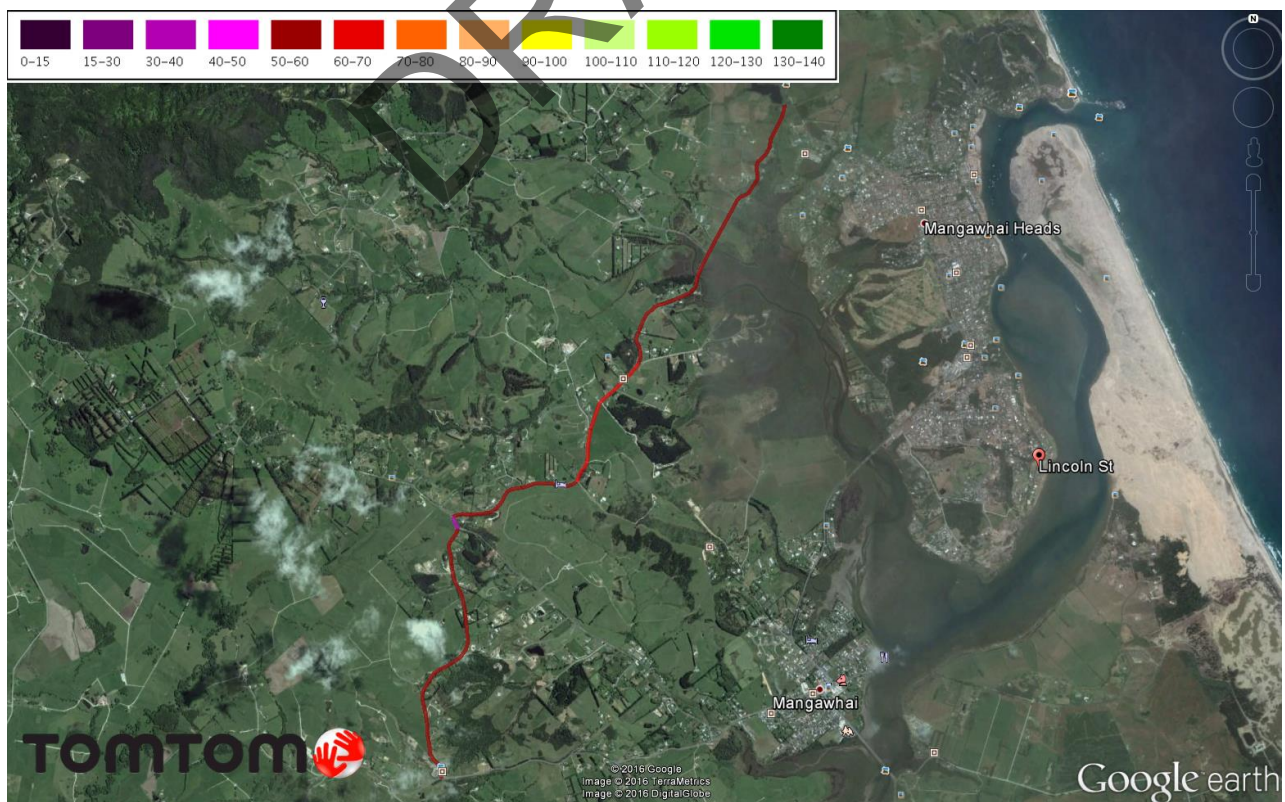 0-15 15-30 30-40 40-50 50-60 60-70 70-80 80-90 90-100 100-110 110-120 120-130 130-140
DRA
N
Mangawhai Heads
Lincoln St
Mangawhai
TOMTOM
© 2016 Google
Image © 2016 TerraMetrics
Image © 2016 DigitalGlobe
Google earth